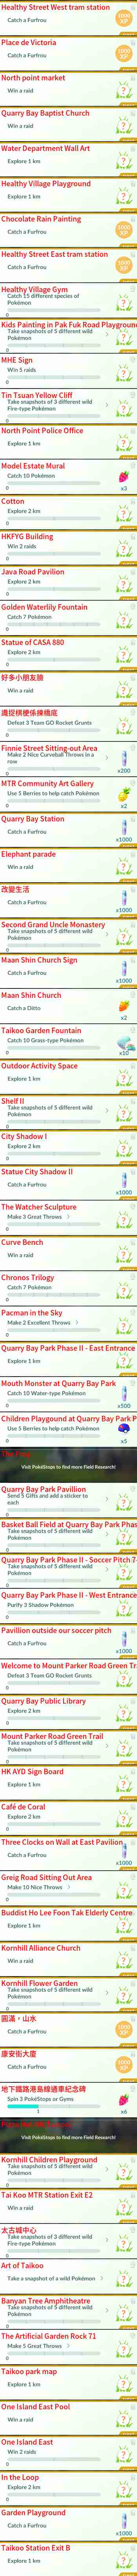 Healthy Street West tram station
Catch a Furfrou
1000
XP
Place de Victoria
Catch a Furfrou
1000
XP
North point market
Win a raid
?
Quarry Bay Baptist Church
Win a raid
?
Water Department Wall Art
Explore 1 km
?
Healthy Village Playground
Explore 1 km
?
Chocolate Rain Painting
Catch a Furfrou
1000
XP
Healthy Street East tram station
Catch a Furfrou
1000
XP
Healthy Village Gym
Catch 15 different species of
Pokémon
0
?
Kids Painting in Pak Fuk Road Playground
Take snapshots of 5 different wild
Pokémon
0
?
MHE Sign
Win 5 raids
0
?
Tin Tsuan Yellow Cliff
Take snapshots of 3 different wild
Fire-type Pokémon
0
?
North Point Police Office
Explore 1 km
?
Model Estate Mural
Catch 10 Pokémon
0
x3
Cotton
Explore 2 km
0
?
HKFYG Building
Win 2 raids
0
?
Java Road Pavilion
Explore 2 km
0
?
Golden Waterlily Fountain
Catch 7 Pokémon
0
?
Statue of CASA 880
Explore 2 km
0
?
好多小朋友臉
Win a raid
?
Defeat 3 Team GO Rocket Grunts
0
?
Finnie Street Sitting-out Area
Make 2 Nice Curveball Throws in a
row
0
x200
MTR Community Art Gallery
Use 5 Berries to help catch Pokémon
0
x2
Quarry Bay Station
Catch a Furfrou
x1000
Elephant parade
Win a raid
?
改變生活
Catch a Furfrou
x1000
Second Grand Uncle Monastery
Take snapshots of 5 different wild
Pokémon
0
?
Maan Shin Church Sign
Catch a Furfrou
x1000
Maan Shin Church
Catch a Ditto
x2
Taikoo Garden Fountain
Catch 10 Grass-type Pokémon
0
x10
Outdoor Activity Space
Explore 1 km
?
Shelf II
Take snapshots of 5 different wild
Pokémon
0
?
City Shadow I
Explore 2 km
0
?
Statue City Shadow II
Catch a Furfrou
x1000
The Watcher Sculpture
Make 3 Great Throws
0
?
Curve Bench
Win a raid
?
Chronos Trilogy
Catch 7 Pokémon
0
?
Pacman in the Sky
Make 2 Excellent Throws
0
?
Quarry Bay Park Phase II - East Entrance
Explore 1 km
?
Mouth Monster at Quarry Bay Park
Catch 10 Water-type Pokémon
0
x500
Children Playgound at Quarry Bay Park P
Use 5 Berries to help catch Pokémon
0
x5
Visit PokéStops to find more Field Research!
Quarry Bay Park Pavillion
Send 5 Gifts and add a sticker to
each
0
?
Basket Ball Field at Quarry Bay Park Phas
Take snapshots of 5 different wild
Pokémon
0
?
Quarry Bay Park Phase II - Soccer Pitch 7-
Take snapshots of 5 different wild
Pokémon
0
?
Quarry Bay Park Phase II - West Entrance
Purify 3 Shadow Pokémon
0
?
Pavillion outside our soccer pitch
Catch a Furfrou
x1000
Welcome to Mount Parker Road Green Tr
Defeat 3 Team GO Rocket Grunts
0
?
Quarry Bay Public Library
Explore 2 km
0
?
Mount Parker Road Green Trail
Take snapshots of 5 different wild
Pokémon
0
?
HK AYD Sign Board
Explore 1 km
?
Café de Coral
Explore 2 km
0
?
Three Clocks on Wall at East Pavilion
Catch a Furfrou
x1000
Greig Road Sitting Out Area
Make 10 Nice Throws
0
?
Buddist Ho Lee Foon Tak Elderly Centre
Explore 1 km
?
Kornhill Alliance Church
Win a raid
?
Kornhill Flower Garden
Take snapshots of 5 different wild
Pokémon
0
?
圓滿，山水
Catch a Furfrou
1000
XP
康安街大廈
Catch a Furfrou
1000
XP
地下鐵路港島綫通車紀念碑
Spin 3 PokéStops or Gyms
1
x6
Visit PokéStops to find more Field Research!
Kornhill Children Playground
Take snapshots of 5 different wild
Pokémon
0
?
Tai Koo MTR Station Exit E2
Win a raid
?
太古城中心
Take snapshots of 3 different wild
Fire-type Pokémon
0
?
Art of Taikoo
Take a snapshot of a wild Pokémon
?
Banyan Tree Amphitheatre
Take snapshots of 5 different wild
Pokémon
0
?
The Artificial Garden Rock 71
Make 5 Great Throws
0
?
Taikoo park map
Explore 1 km
?
One Island East Pool
Win a raid
?
One Island East
Win 2 raids
0
?
In the Loop
Explore 2 km
0
?
Garden Playground
Catch a Furfrou
x1000
Taikoo Station Exit B
Explore 1 km
?